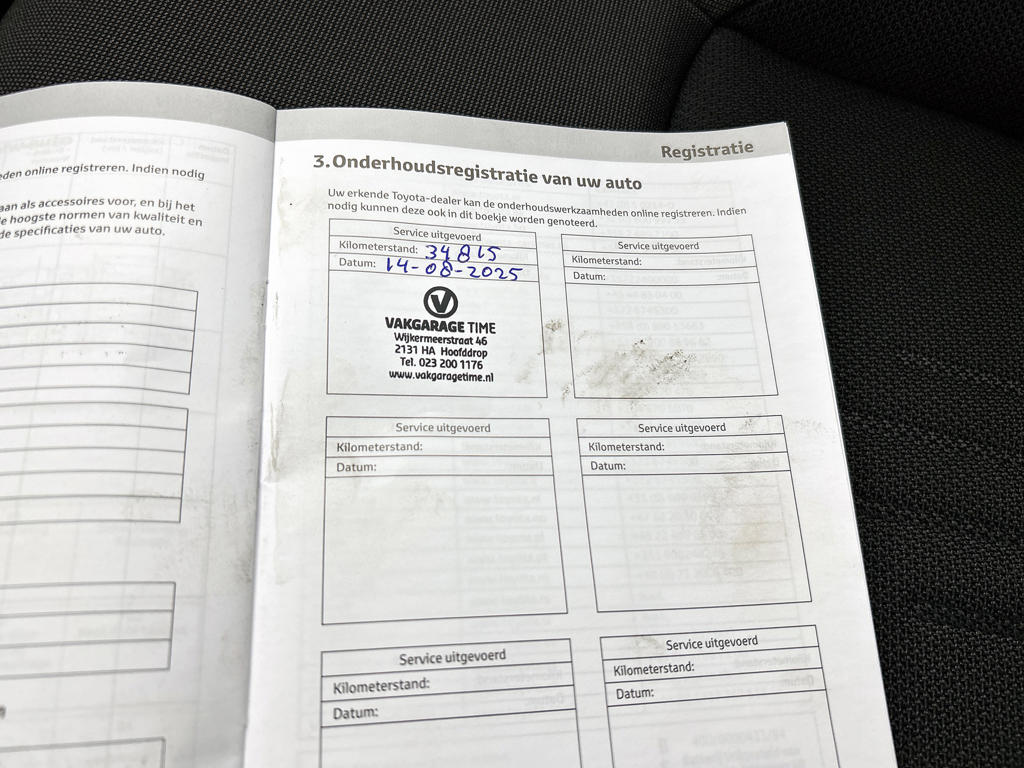 eden online registreren. Indien nodig
aan als accessoires voor, en bij het
e hoogste normen van kwaliteit en
de specificaties van uw auto.
Registratie
3. Onderhoudsregistratie van uw auto
Uw erkende Toyota-dealer kan de onderhoudswerkzaamheden online registreren. Indien
nodig kunnen deze ook in dit boekje worden genoteerd.
Service uitgevoerd
Kilometerstand: 34815
Datum: 14-08-2025
V
VAKGARAGE TIME
Wijkermeerstraat 46
2131 HA Hoofddrop
Tel. 023 200 1176
www.vakgaragetime.nl
Service uitgevoerd
Kilometerstand:
Datum:
Service uitgevoerd
Kilometerstand:
Datum:
Service uitgevoerd
Kilometerstand:
Datum:
Service uitgevoerd
Kilometerstand:
Datum:
Service uitgevoerd
Kilometerstand:
Datum: